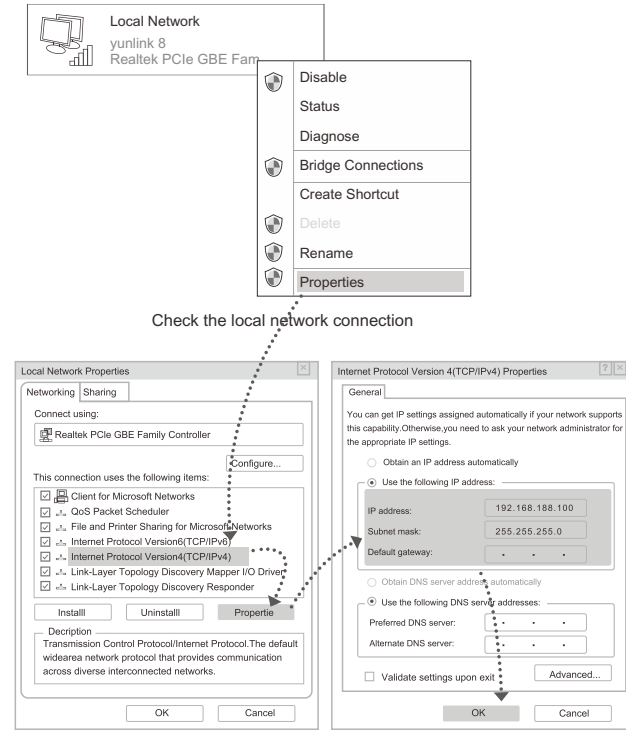 Local Network
yunlink 8
Realtek PCIe GBE Fam
Disable
Status
Diagnose
Bridge Connections
Create Shortcut
Delete
Rename
Properties
Check the local network connection
Local Network Properties
Networking Sharing
Connect using:
Realtek PCIe GBE Family Controller
Configure...
This connection uses the following items:
Client for Microsoft Networks
QoS Packet Scheduler
File and Printer Sharing for Microsoft Networks
Internet Protocol Version6(TCP/IPv6)
Internet Protocol Version4(TCP/IPv4)
Link-Layer Topology Discovery Mapper I/O Driver
Link-Layer Topology Discovery Responder
Installl Uninstalll Propertie
Decription
Transmission Control Protocol/Internet Protocol.The default
widearea network protocol that provides communication
across diverse interconnected networks.
OK Cancel
Internet Protocol Version 4(TCP/IPv4) Properties
General
You can get IP settings assigned automatically if your network supports
this capability.Otherwise,you need to ask your network administrator for
the appropriate IP settings.
Obtain an IP address automatically
Use the following IP address:
IP address: 192.168.188.100
Subnet mask: 255.255.255.0
Default gateway: . . .
Obtain DNS server address automatically
Use the following DNS server addresses:
Preferred DNS server: . . .
Alternate DNS server: . . .
Validate settings upon exit Advanced...
OK Cancel